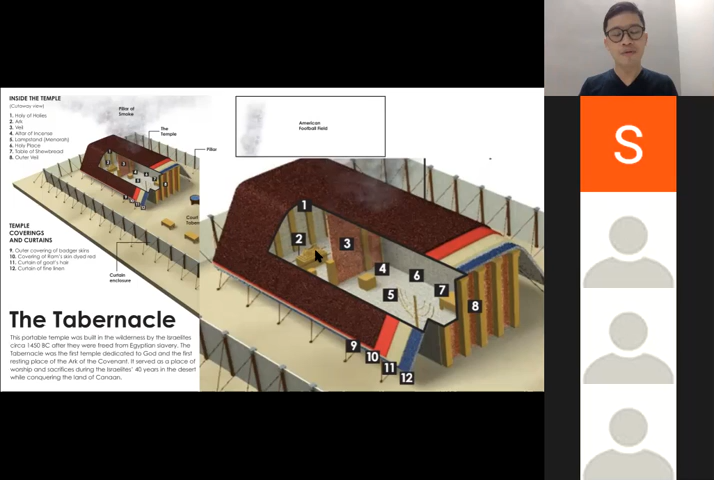 INSIDE THE TEMPLE
(Cutaway view)
1. Holy of Holies
2. Ark
3. Veil
4. Altar of Incense
5. Lampstand (Menorah)
6. Holy Place
7. Table of Shewbread
8. Outer Veil
Pillar of
Smoke
The
Temple
Pillar
Court
Curtain
enclosure
TEMPLE
COVERINGS
AND CURTAINS
9. Outer covering of badger skins
10. Covering of Ram's skin dyed red
11. Curtain of goat's hair
12. Curtain of fine linen
The Tabernacle
This portable temple was built in the wilderness by the Israelites
circa 1450 BC after they were freed from Egyptian slavery. The
Tabernacle was the first temple dedicated to God and the first
resting place of the Ark of the Covenant. It served as a place of
worship and sacrifices during the Israelites' 40 years in the desert
while conquering the land of Canaan.
American
Football Field
1
2
3
4
5
6
7
8
9
10
11
12
S